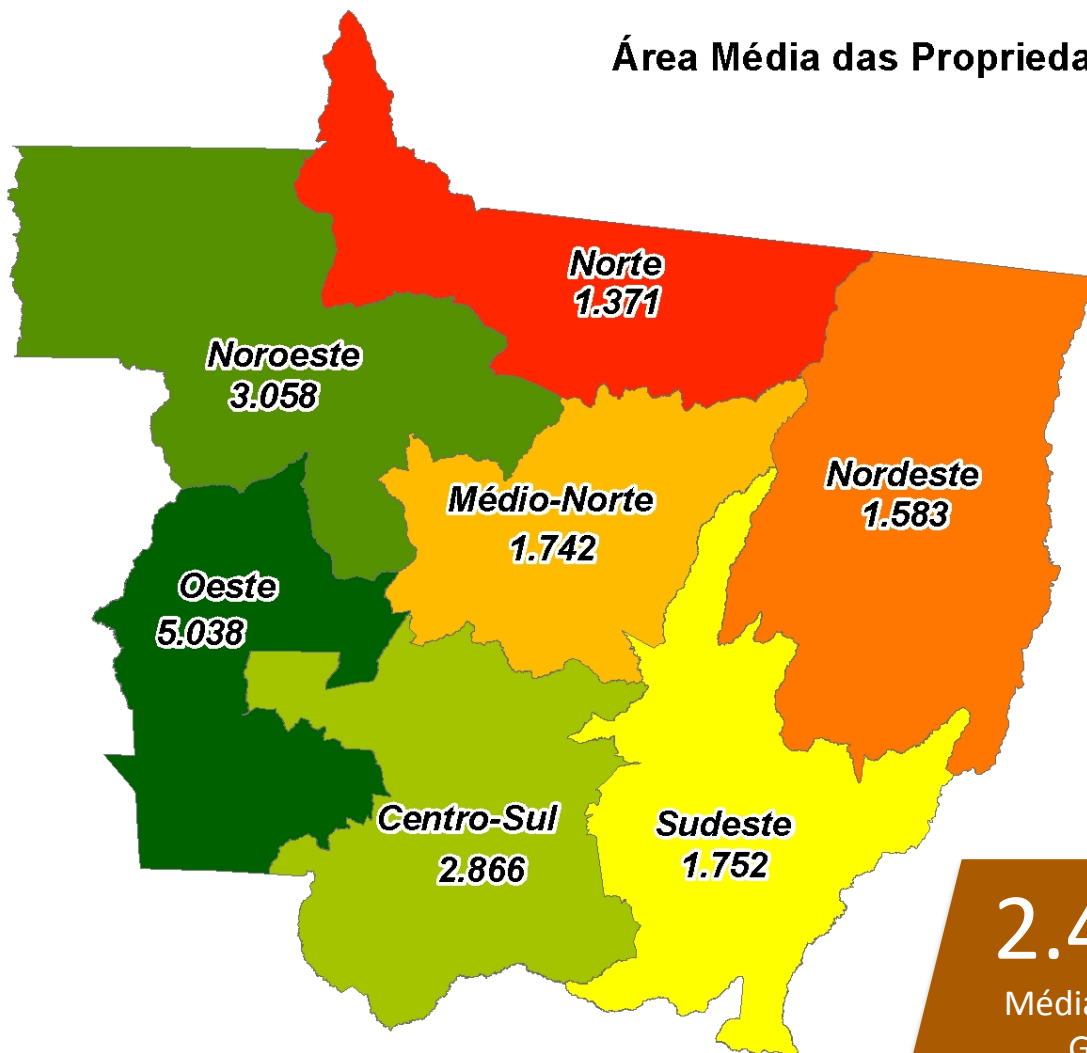 Área Média das Proprieda
Norte
1.371
Noroeste
3.058
Nordeste
1.583
Médio-Norte
1.742
Oeste
5.038
Centro-Sul
2.866
Sudeste
1.752
2.4
Média
G